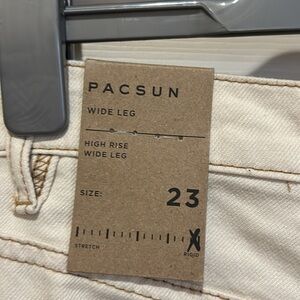 PACSUN
WIDE LEG
HIGH RISE
WIDE LEG
SIZE: 23
STRETCH RIGID